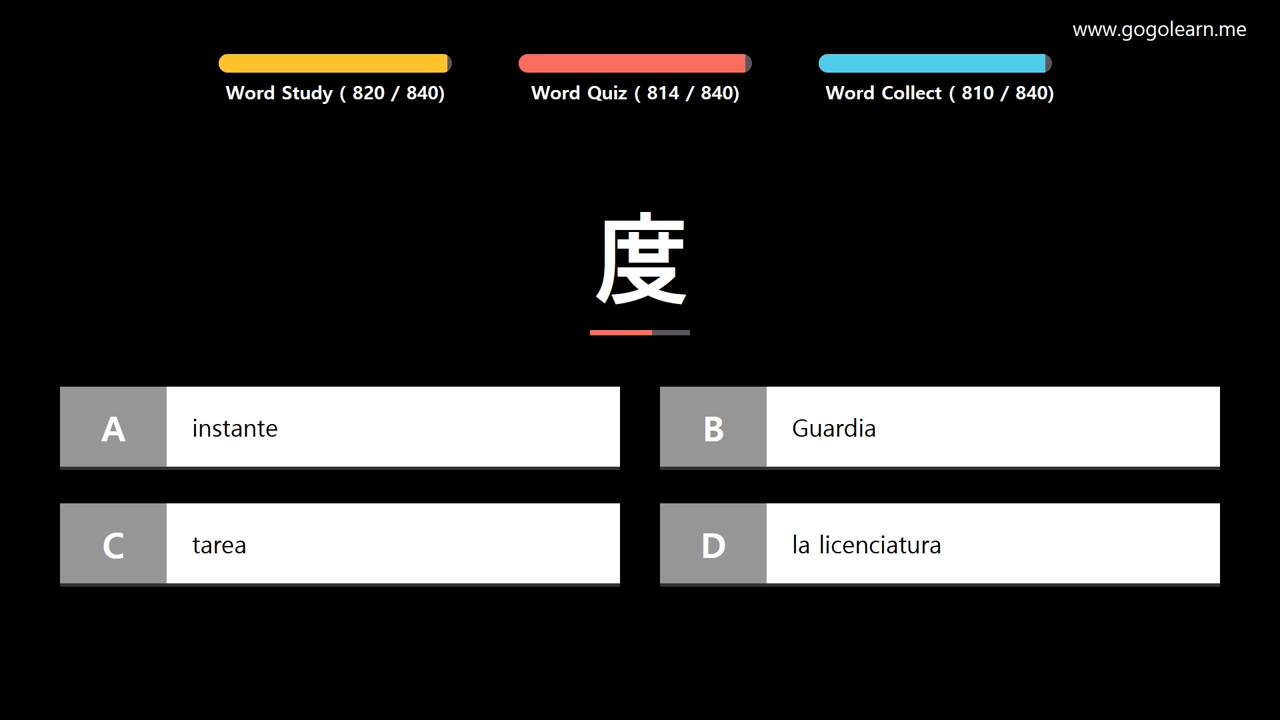 www.gogolearn.me
Word Study ( 820 / 840)
Word Quiz ( 814 / 840)
Word Collect ( 810 / 840)
度
A instante
B Guardia
C tarea
D la licenciatura